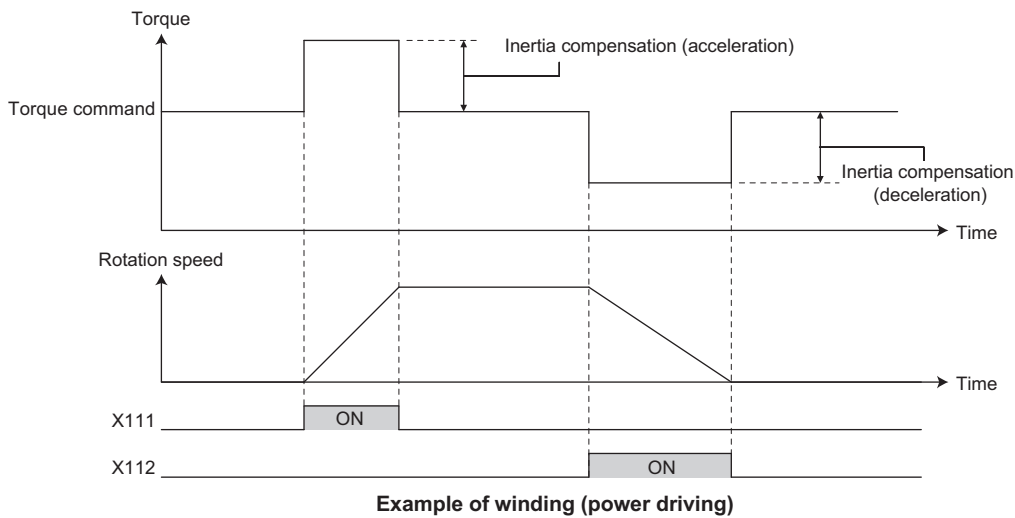 Torque
Inertia compensation (acceleration)
Torque command
Inertia compensation
(deceleration)
Time
Rotation speed
Time
X111
ON
X112
ON
Example of winding (power driving)